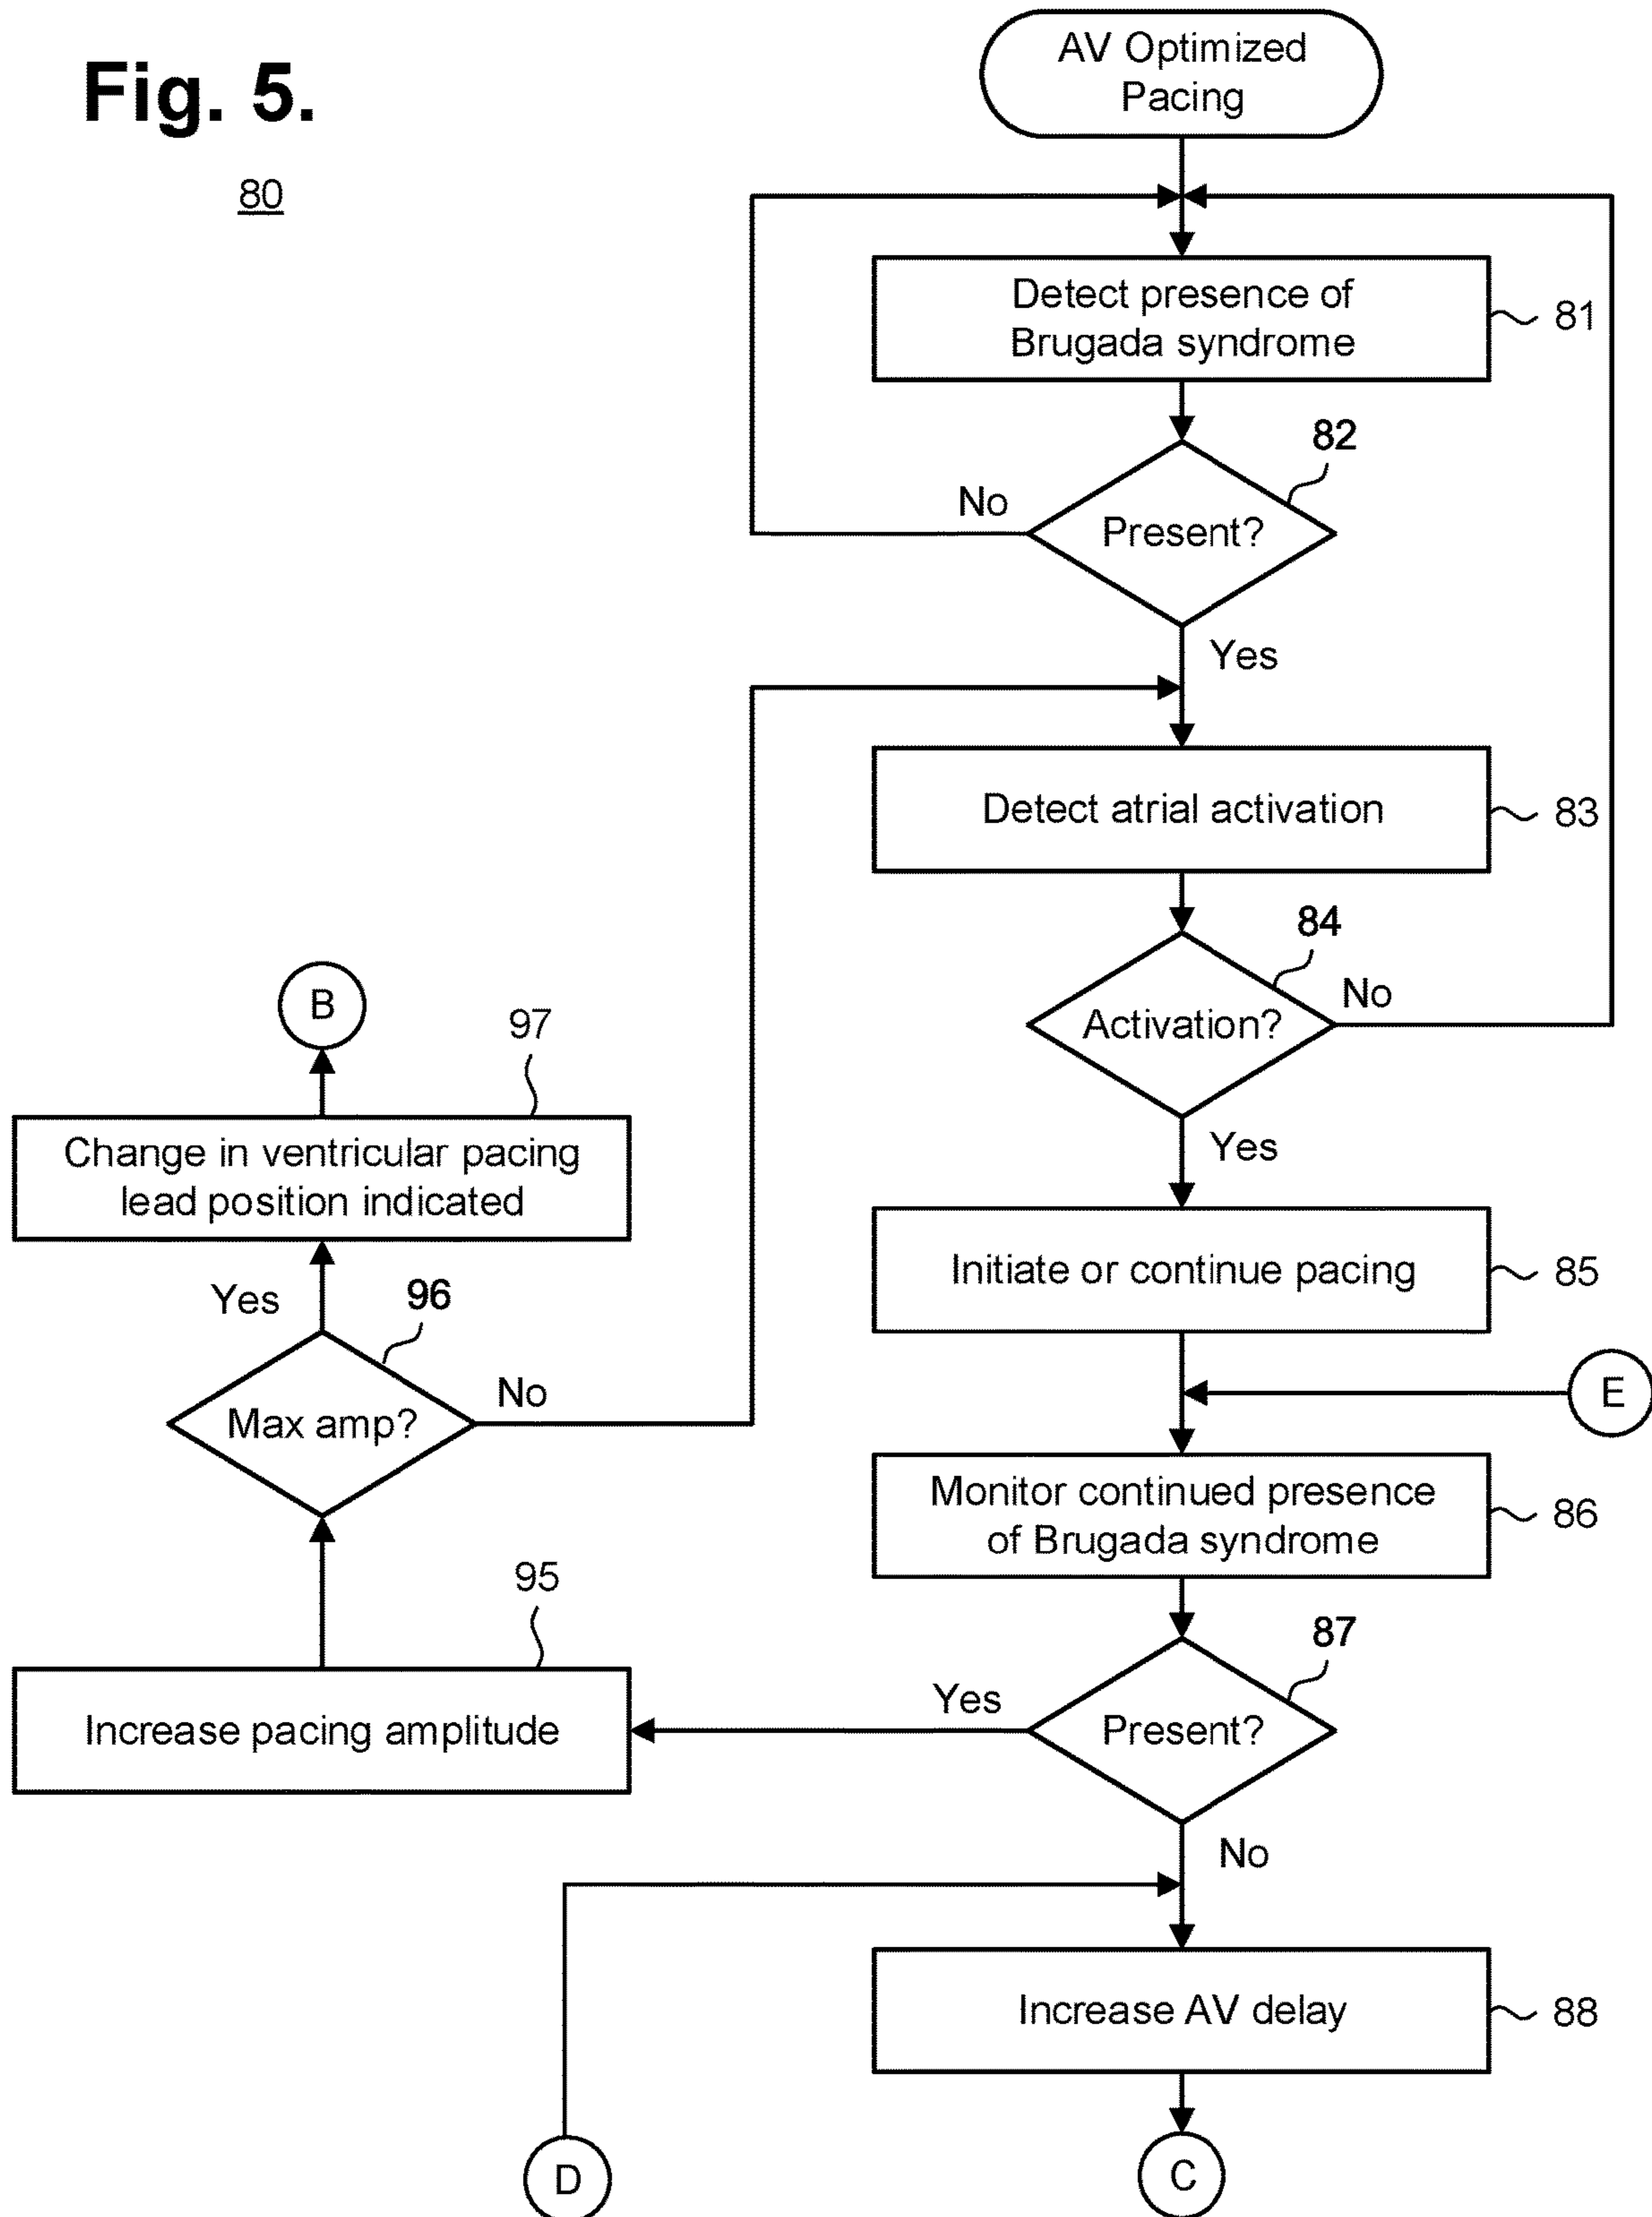 Fig. 5.
80
AV Optimized
Pacing
Detect presence of
Brugada syndrome
81
82
No
Present?
Yes
Detect atrial activation
83
84
No
Activation?
Yes
B
97
Change in ventricular pacing
lead position indicated
Initiate or continue pacing
85
Yes
96
No
Max amp?
E
Monitor continued presence
of Brugada syndrome
86
95
87
Increase pacing amplitude
Yes
Present?
No
Increase AV delay
88
D
C